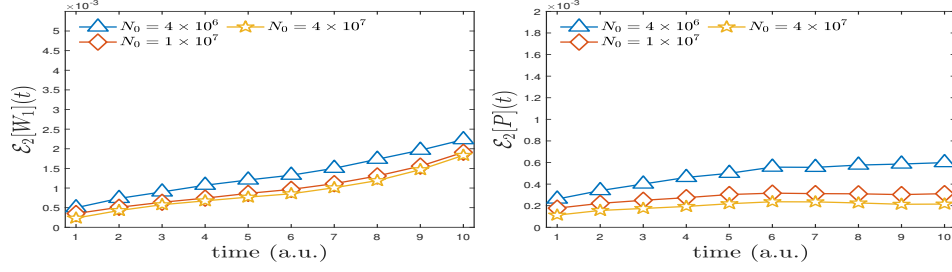 ×10⁻³
5
4.5
4
3.5
3
2.5
2
1.5
1
0.5
0
ℰ₂[W₁](t)
N₀ = 4 × 10⁶
N₀ = 4 × 10⁷
N₀ = 1 × 10⁷
1 2 3 4 5 6 7 8 9 10
time (a.u.)
×10⁻³
2
1.8
1.6
1.4
1.2
1
0.8
0.6
0.4
0.2
0
ℰ₂[P](t)
N₀ = 4 × 10⁶
N₀ = 4 × 10⁷
N₀ = 1 × 10⁷
1 2 3 4 5 6 7 8 9 10
time (a.u.)